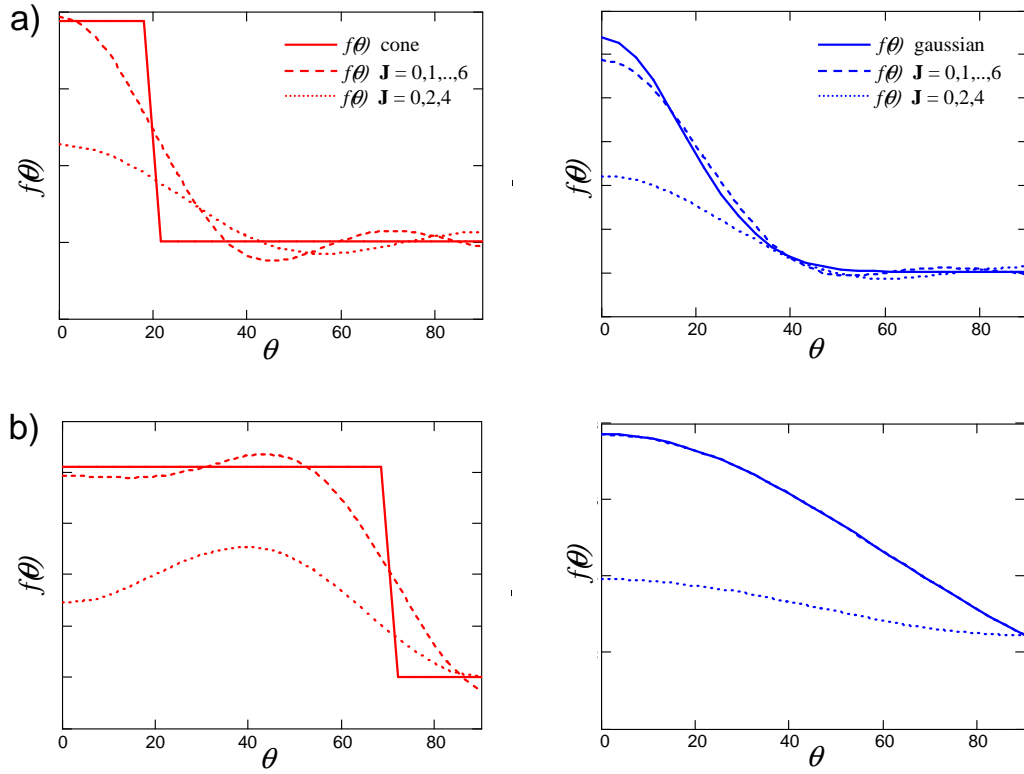 a)
f(θ)
f(θ) cone
f(θ) J = 0,1,..,6
f(θ) J = 0,2,4
0 20 40 60 80
θ
f(θ)
f(θ) gaussian
f(θ) J = 0,1,..,6
f(θ) J = 0,2,4
0 20 40 60 80
θ
b)
f(θ)
0 20 40 60 80
θ
f(θ)
0 20 40 60 80
θ